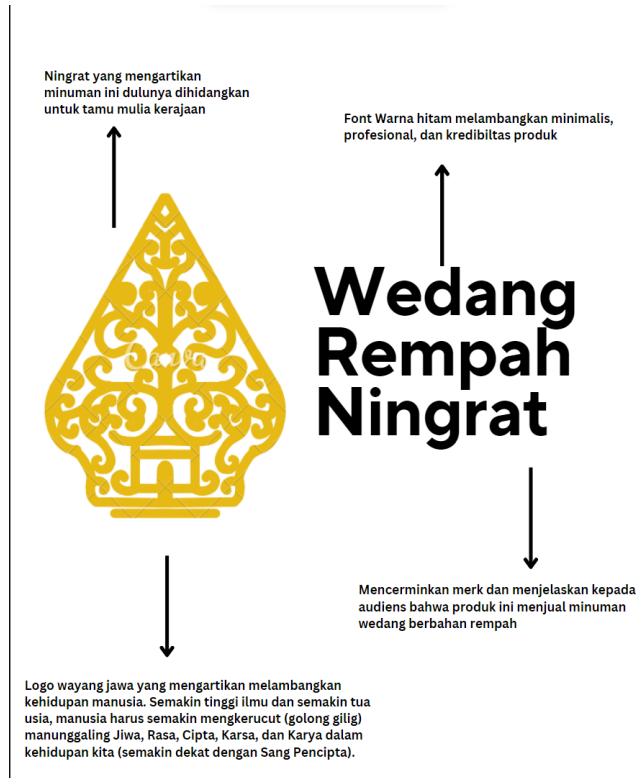 Ningrat yang mengartikan
minuman ini dulunya dihidangkan
untuk tamu mulia kerajaan
Font Warna hitam melambangkan minimalis,
profesional, dan kredibiltas produk
Canva
Wedang
Rempah
Ningrat
Mencerminkan merk dan menjelaskan kepada
audiens bahwa produk ini menjual minuman
wedang berbahan rempah
Logo wayang jawa yang mengartikan melambangkan
kehidupan manusia. Semakin tinggi ilmu dan semakin tua
usia, manusia harus semakin mengkerucut (golong gilig)
manunggaling Jiwa, Rasa, Cipta, Karsa, dan Karya dalam
kehidupan kita (semakin dekat dengan Sang Pencipta).